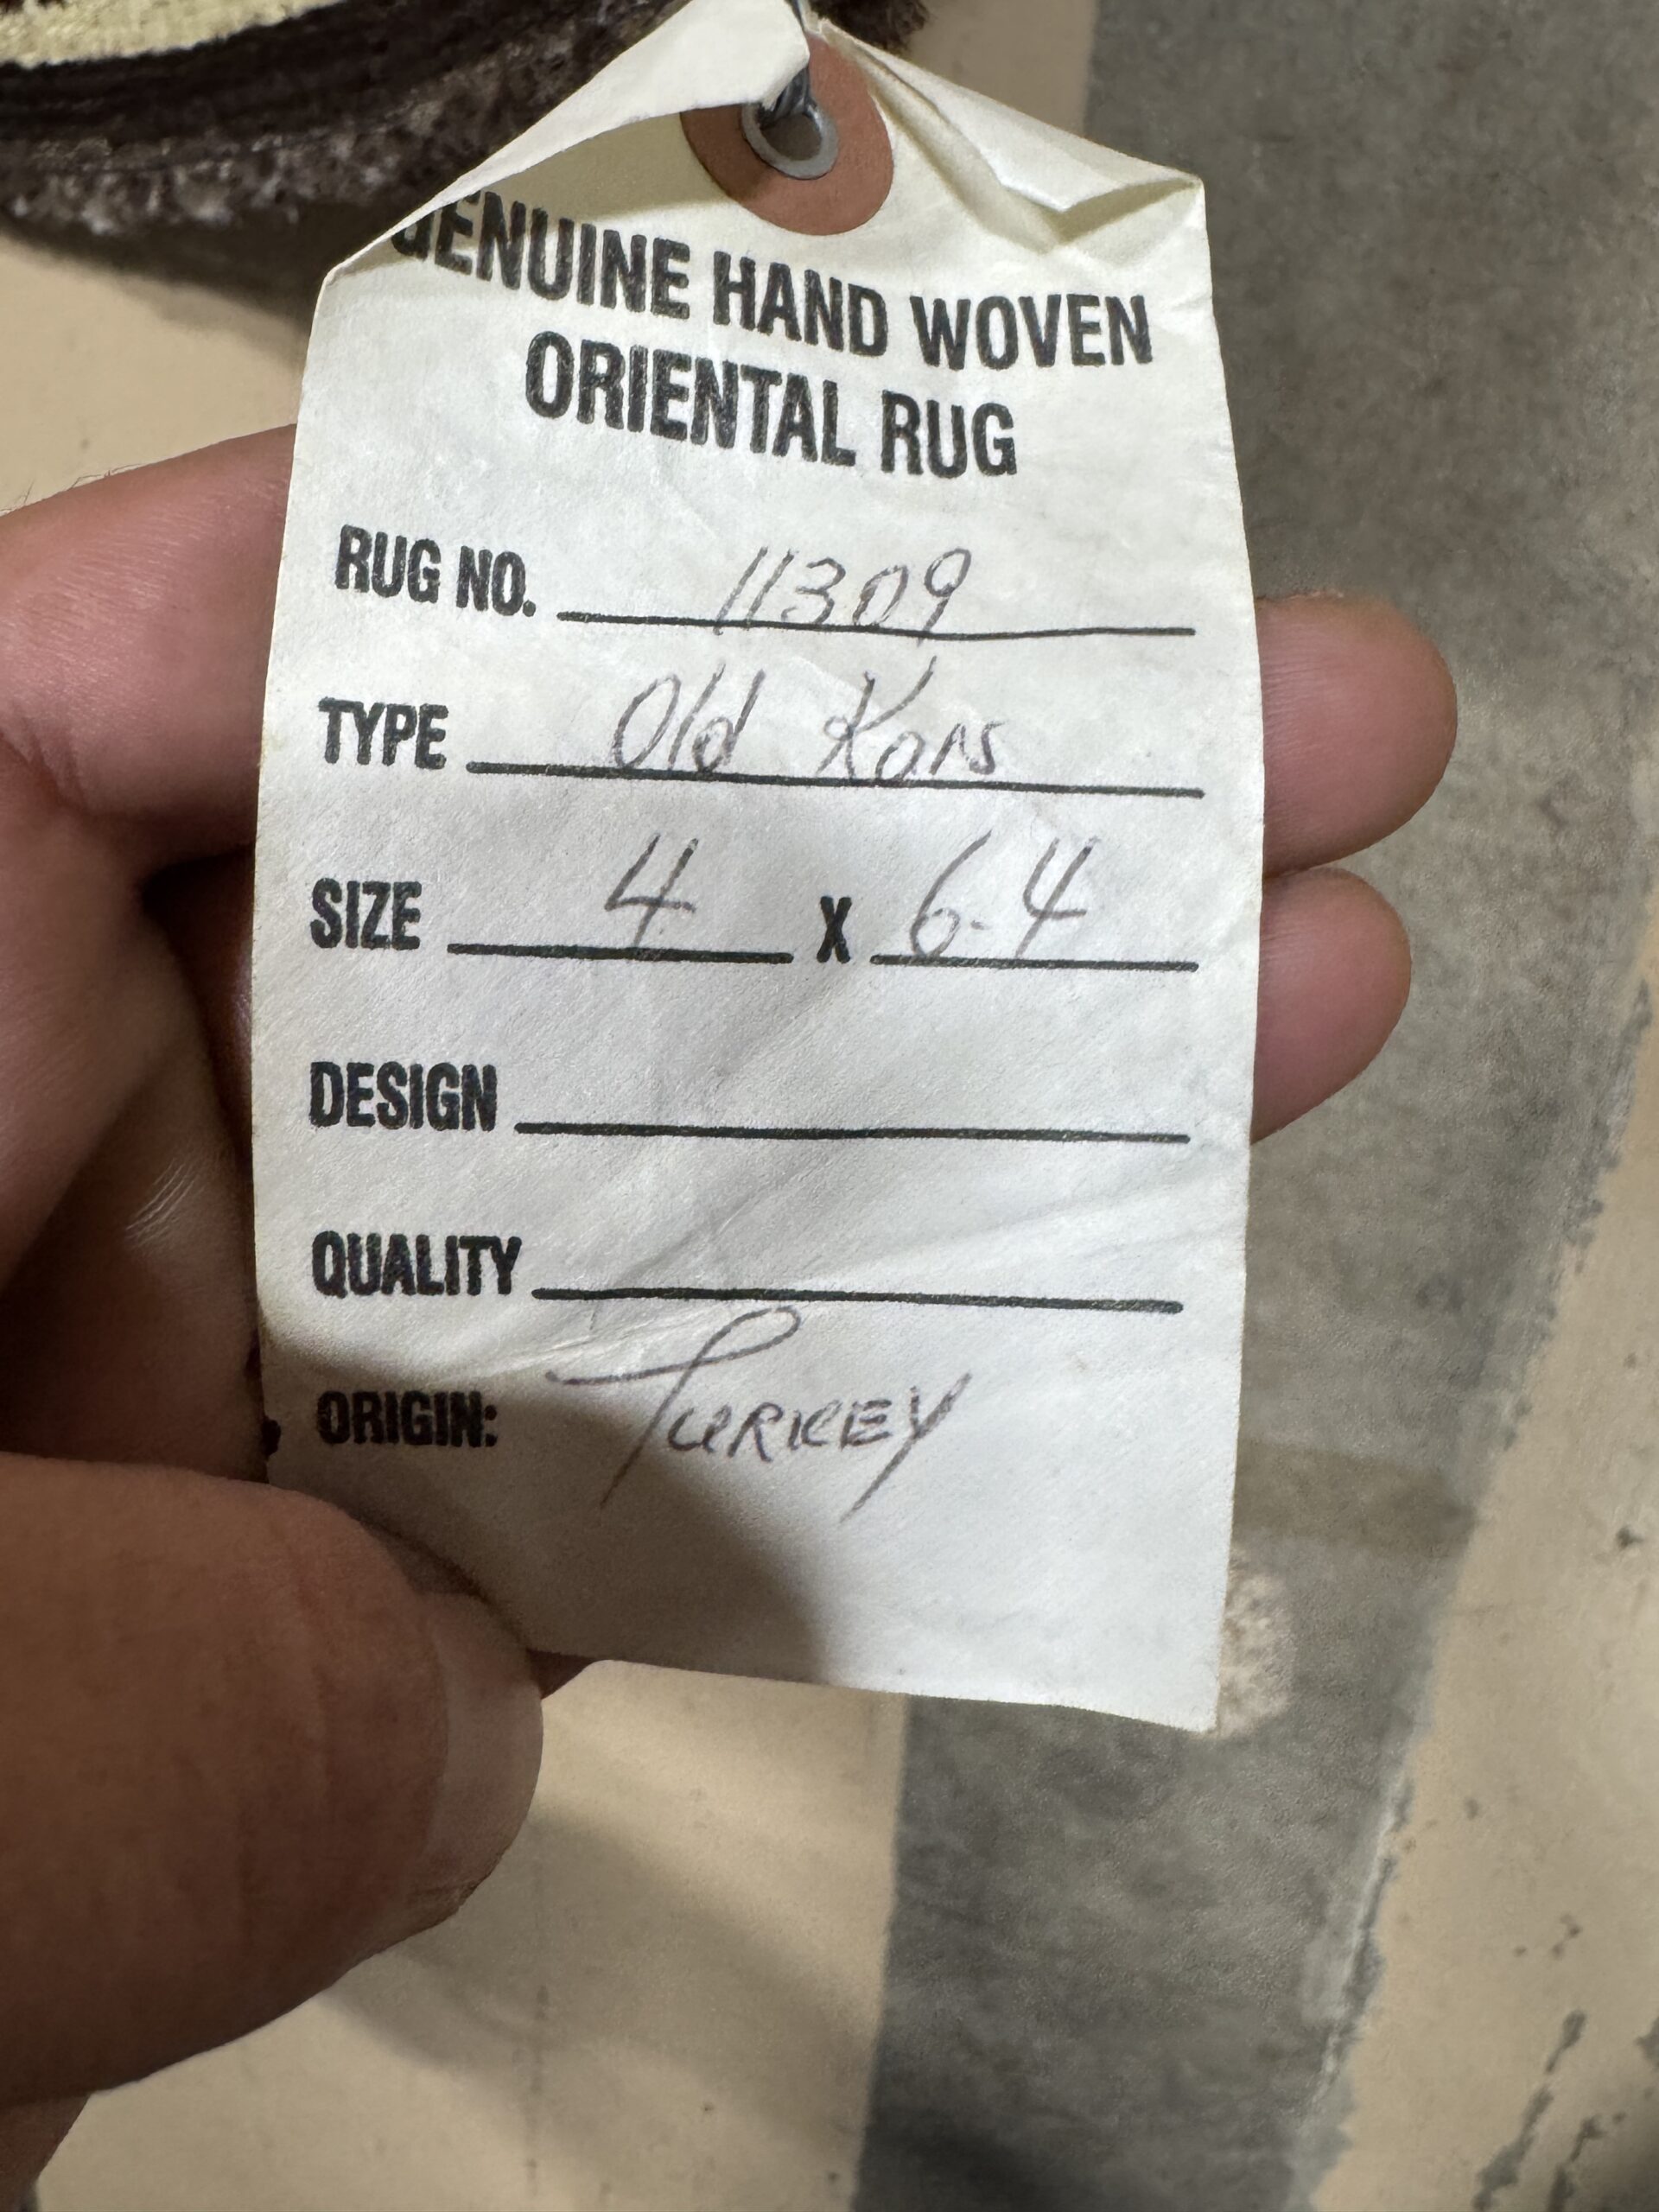 GENUINE HAND WOVEN
ORIENTAL RUG
RUG NO. 11309
TYPE Old Kars
SIZE 4 X 6-4
DESIGN
QUALITY
ORIGIN: TURKEY